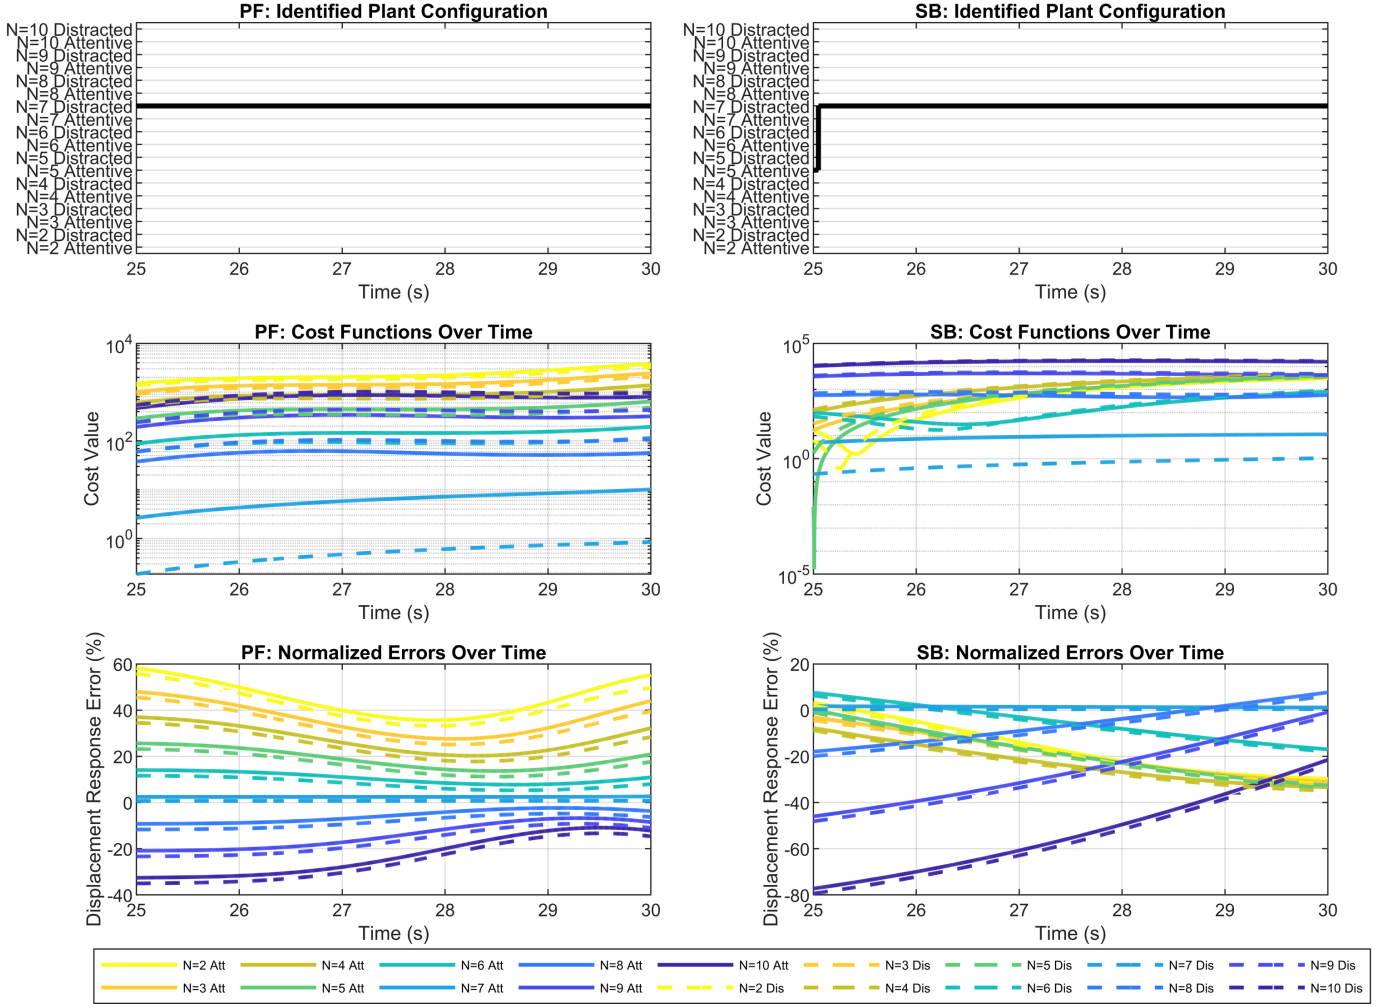 PF: Identified Plant Configuration
N=10 Distracted
N=10 Attentive
N=9 Distracted
N=9 Attentive
N=8 Distracted
N=8 Attentive
N=7 Distracted
N=7 Attentive
N=6 Distracted
N=6 Attentive
N=5 Distracted
N=5 Attentive
N=4 Distracted
N=4 Attentive
N=3 Distracted
N=3 Attentive
N=2 Distracted
N=2 Attentive
25 26 27 28 29 30
Time (s)
SB: Identified Plant Configuration
N=10 Distracted
N=10 Attentive
N=9 Distracted
N=9 Attentive
N=8 Distracted
N=8 Attentive
N=7 Distracted
N=7 Attentive
N=6 Distracted
N=6 Attentive
N=5 Distracted
N=5 Attentive
N=4 Distracted
N=4 Attentive
N=3 Distracted
N=3 Attentive
N=2 Distracted
N=2 Attentive
25 26 27 28 29 30
Time (s)
PF: Cost Functions Over Time
Cost Value
10^4
10^2
10^0
25 26 27 28 29 30
Time (s)
SB: Cost Functions Over Time
Cost Value
10^5
10^0
10^-5
25 26 27 28 29 30
Time (s)
PF: Normalized Errors Over Time
Displacement Response Error (%)
60
40
20
0
-20
-40
25 26 27 28 29 30
Time (s)
SB: Normalized Errors Over Time
Displacement Response Error (%)
20
0
-20
-40
-60
-80
25 26 27 28 29 30
Time (s)
N=2 Att N=4 Att N=6 Att N=8 Att N=10 Att N=3 Dis N=5 Dis N=7 Dis N=9 Dis
N=3 Att N=5 Att N=7 Att N=9 Att N=2 Dis N=4 Dis N=6 Dis N=8 Dis N=10 Dis